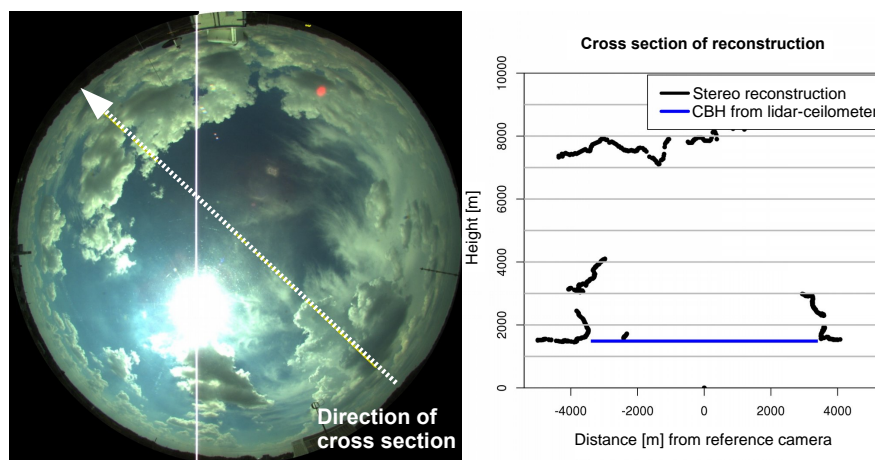 Direction of
cross section
Cross section of reconstruction
Stereo reconstruction
CBH from lidar-ceilometer
Height [m]
10000
8000
6000
4000
2000
0
-4000 -2000 0 2000 4000
Distance [m] from reference camera